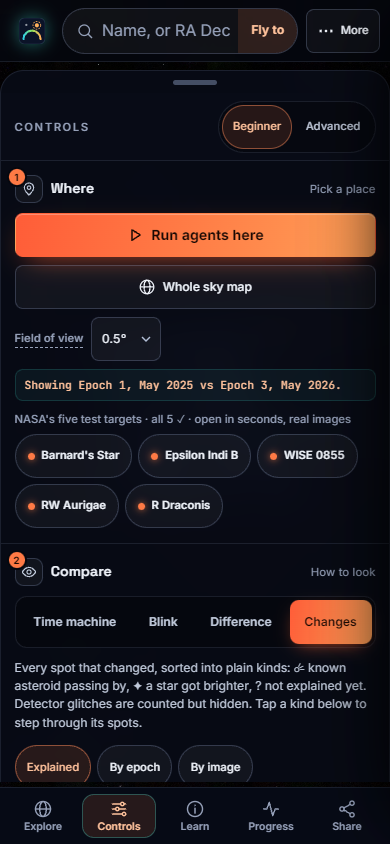 Name, or RA Dec
Fly to
··· More
CONTROLS
Beginner
Advanced
1
Where
Pick a place
Run agents here
Whole sky map
Field of view
0.5°
Showing Epoch 1, May 2025 vs Epoch 3, May 2026.
NASA's five test targets · all 5 ✓ · open in seconds, real images
Barnard's Star
Epsilon Indi B
WISE 0855
RW Aurigae
R Draconis
2
Compare
How to look
Time machine
Blink
Difference
Changes
Every spot that changed, sorted into plain kinds: known
asteroid passing by, ✦ a star got brighter, ? not explained yet.
Detector glitches are counted but hidden. Tap a kind below to
step through its spots.
Explained
By epoch
By image
Explore
Controls
Learn
Progress
Share